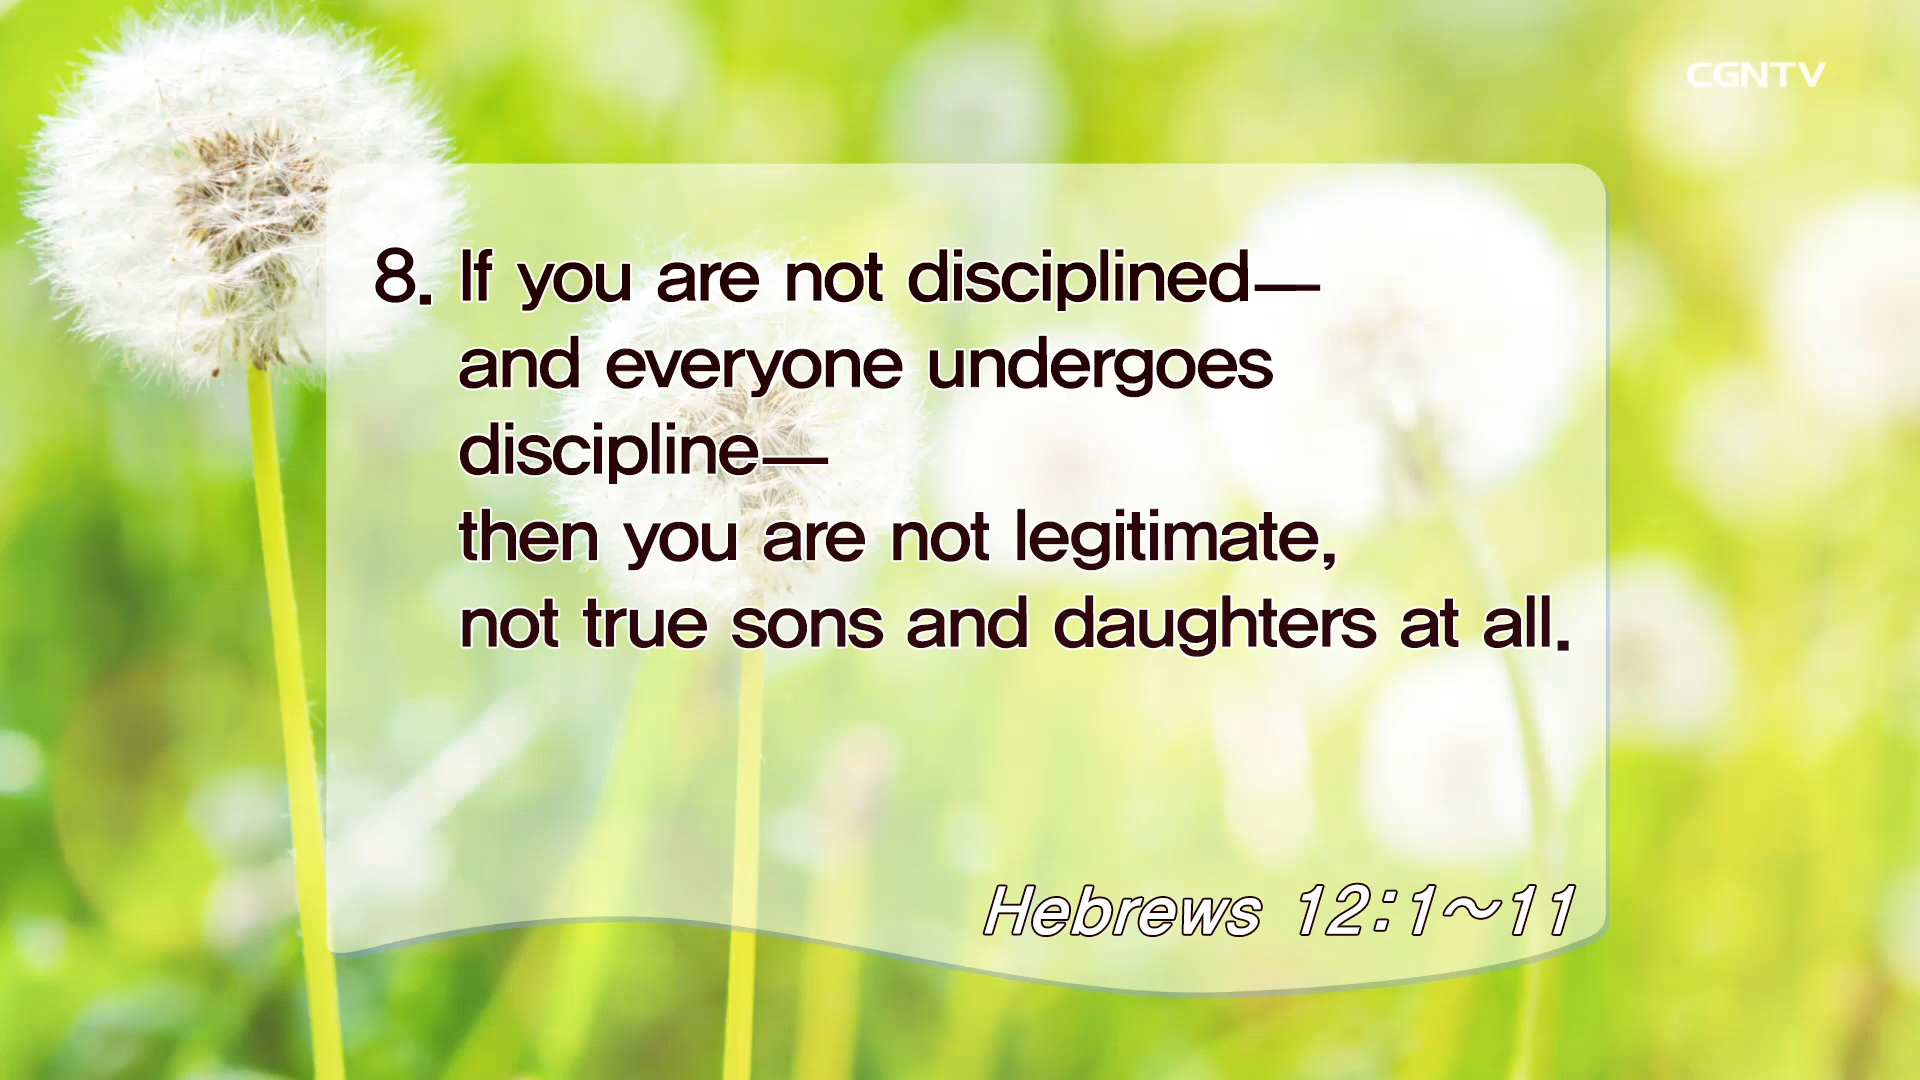 CGNTV
8. If you are not disciplined—
and everyone undergoes
discipline—
then you are not legitimate,
not true sons and daughters at all.
Hebrews 12:1~11